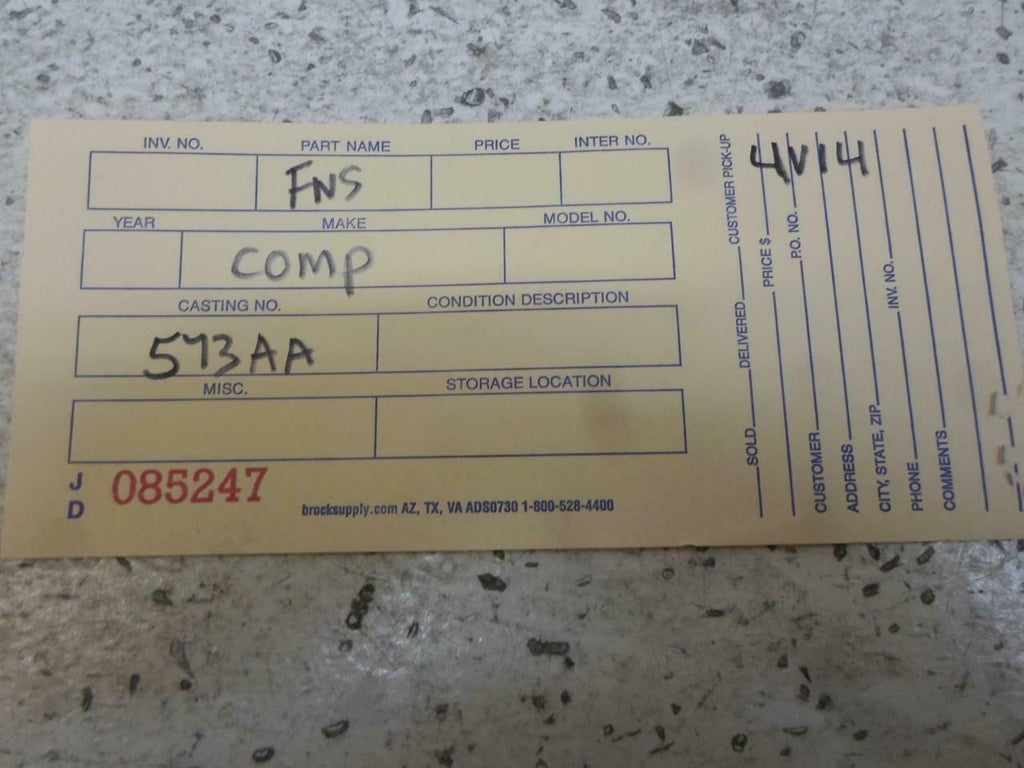 INV. NO. PART NAME PRICE INTER NO.
FNS
YEAR MAKE MODEL NO.
COMP
CASTING NO. CONDITION DESCRIPTION
573AA
MISC. STORAGE LOCATION
J D 085247
brocksupply.com AZ, TX, VA ADS0730 1-800-528-4400
SOLD DELIVERED CUSTOMER PICK-UP
PRICE $
P.O. NO.
CUSTOMER
ADDRESS
CITY, STATE, ZIP
INV. NO.
PHONE
COMMENTS
4V14